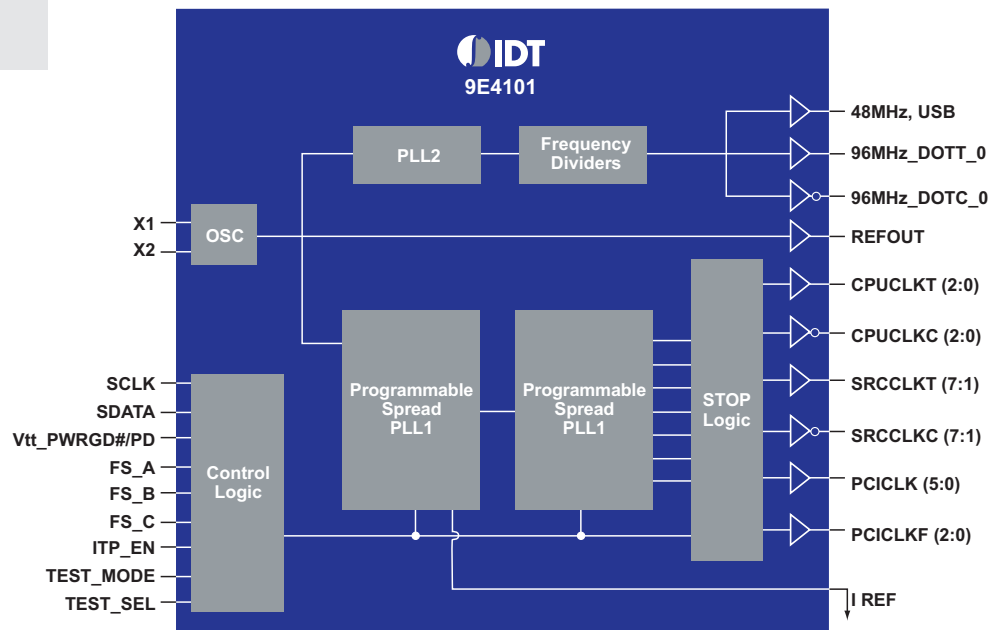 IDT
9E4101
PLL2
Frequency
Dividers
48MHz, USB
96MHz_DOTT_0
96MHz_DOTC_0
X1
X2
OSC
REFOUT
CPUCLKT (2:0)
CPUCLKC (2:0)
SRCCLKT (7:1)
SRCCLKC (7:1)
PCICLK (5:0)
PCICLKF (2:0)
Programmable
Spread
PLL1
Programmable
Spread
PLL1
STOP
Logic
SCLK
SDATA
Vtt_PWRGD#/PD
FS_A
FS_B
FS_C
ITP_EN
TEST_MODE
TEST_SEL
Control
Logic
I REF